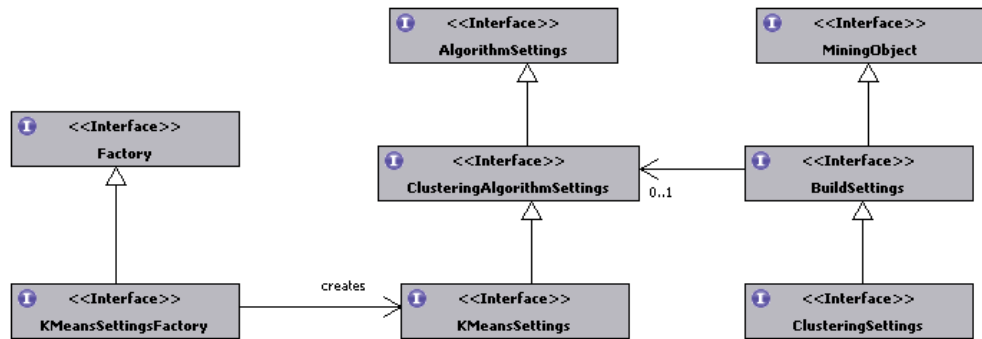 <<Interface>>
AlgorithmSettings
<<Interface>>
MiningObject
<<Interface>>
Factory
<<Interface>>
ClusteringAlgorithmSettings
0..1
<<Interface>>
BuildSettings
<<Interface>>
KMeansSettingsFactory
creates
<<Interface>>
KMeansSettings
<<Interface>>
ClusteringSettings